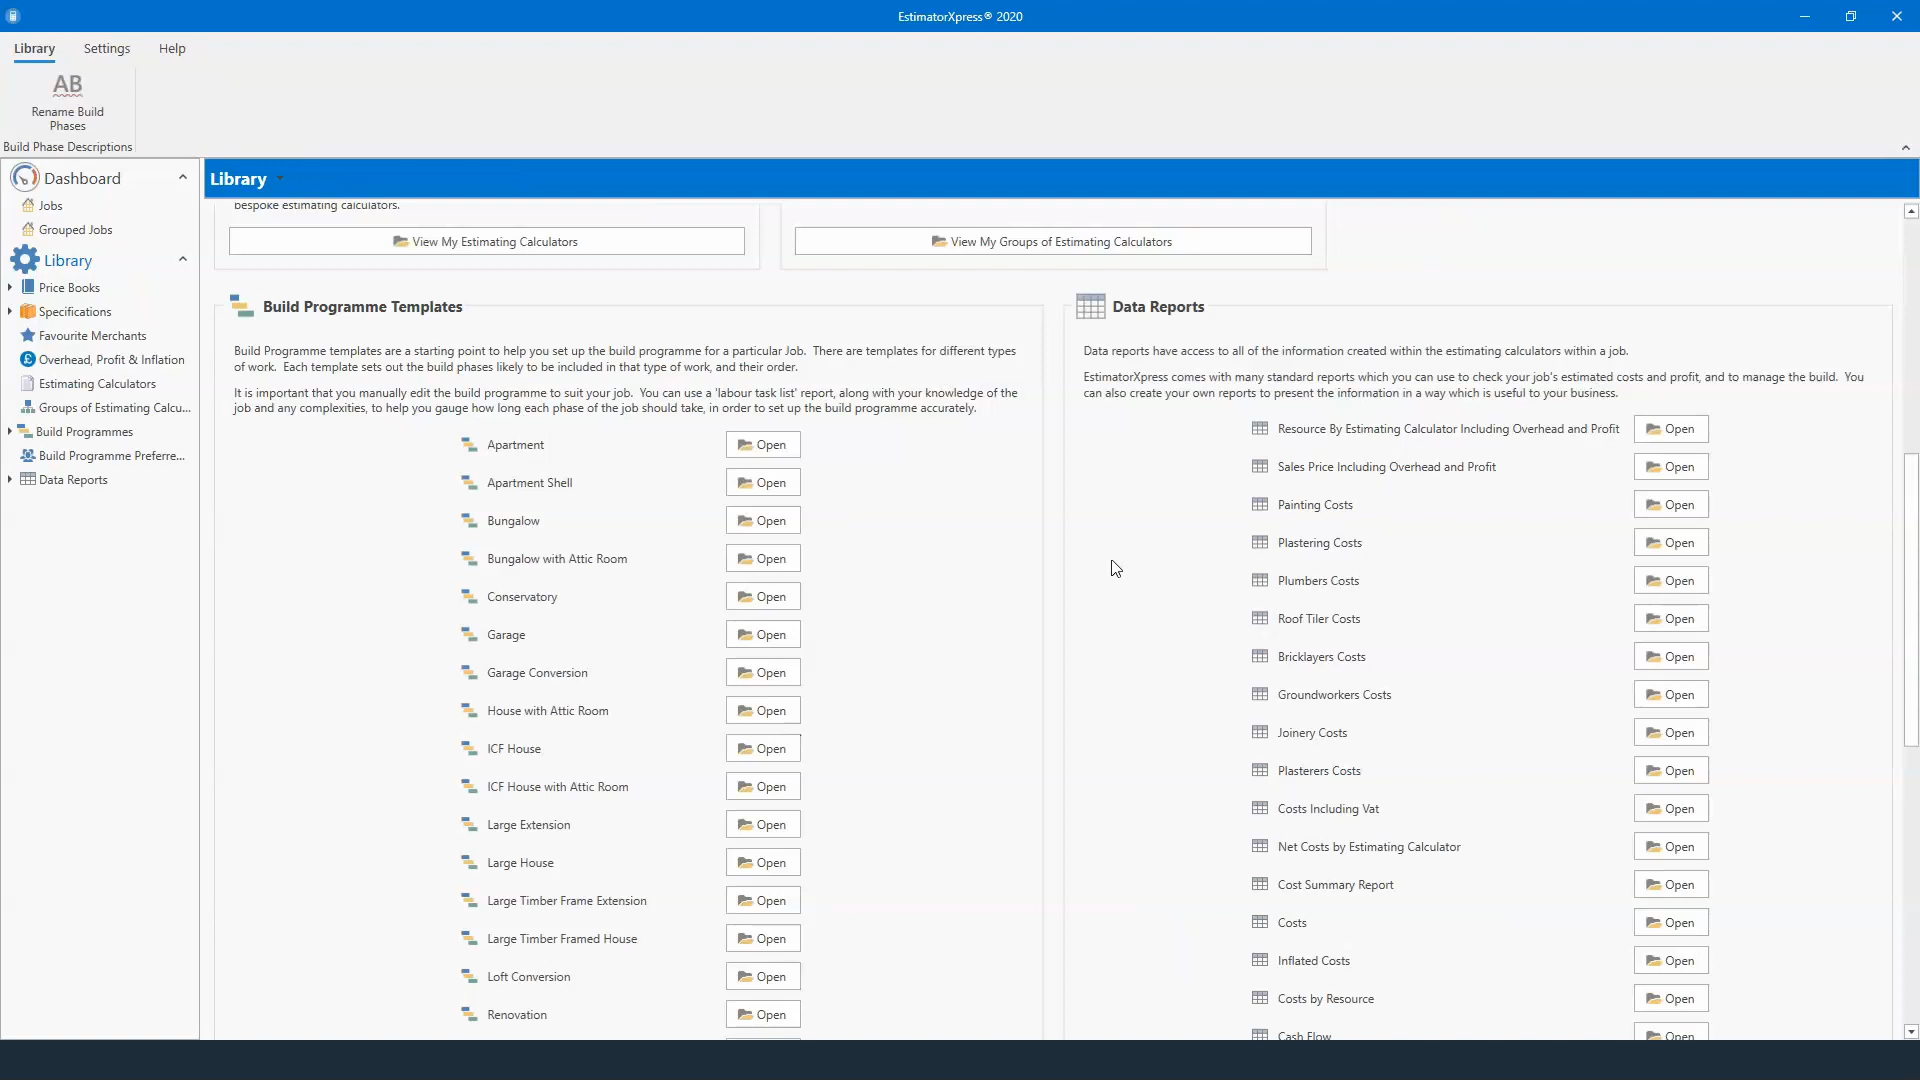 EstimatorXpress® 2020
Library Settings Help
AB
Rename Build
Phases
Build Phase Descriptions
Dashboard
Jobs
Grouped Jobs
Library
Price Books
Specifications
Favourite Merchants
Overhead, Profit & Inflation
Estimating Calculators
Groups of Estimating Calcu...
Build Programmes
Build Programme Preferre...
Data Reports
Library
bespoke estimating calculators.
View My Estimating Calculators
View My Groups of Estimating Calculators
Build Programme Templates
Build Programme templates are a starting point to help you set up the build programme for a particular Job. There are templates for different types
of work. Each template sets out the build phases likely to be included in that type of work, and their order.
It is important that you manually edit the build programme to suit your job. You can use a 'labour task list' report, along with your knowledge of the
job and any complexities, to help you gauge how long each phase of the job should take, in order to set up the build programme accurately.
Apartment Open
Apartment Shell Open
Bungalow Open
Bungalow with Attic Room Open
Conservatory Open
Garage Open
Garage Conversion Open
House with Attic Room Open
ICF House Open
ICF House with Attic Room Open
Large Extension Open
Large House Open
Large Timber Frame Extension Open
Large Timber Framed House Open
Loft Conversion Open
Renovation Open
Data Reports
Data reports have access to all of the information created within the estimating calculators within a job.
EstimatorXpress comes with many standard reports which you can use to check your job's estimated costs and profit, and to manage the build. You
can also create your own reports to present the information in a way which is useful to your business.
Resource By Estimating Calculator Including Overhead and Profit Open
Sales Price Including Overhead and Profit Open
Painting Costs Open
Plastering Costs Open
Plumbers Costs Open
Roof Tiler Costs Open
Bricklayers Costs Open
Groundworkers Costs Open
Joinery Costs Open
Plasterers Costs Open
Costs Including Vat Open
Net Costs by Estimating Calculator Open
Cost Summary Report Open
Costs Open
Inflated Costs Open
Costs by Resource Open
Cash Flow Open